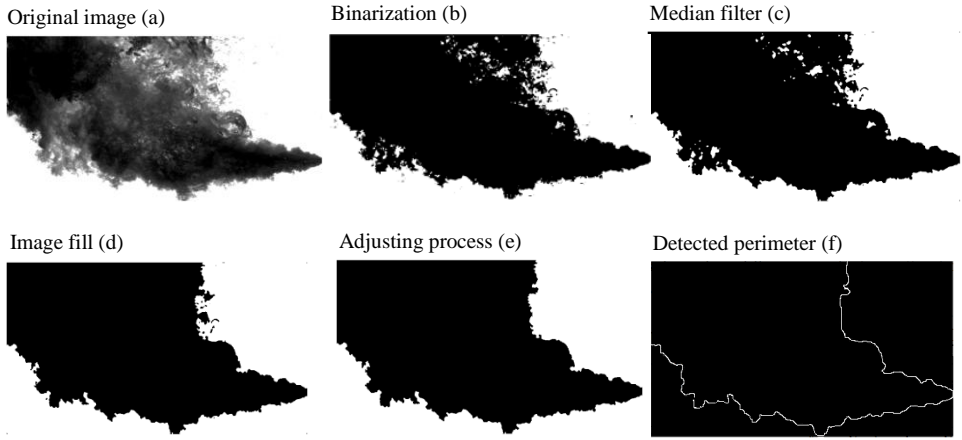 Original image (a)
Binarization (b)
Median filter (c)
Image fill (d)
Adjusting process (e)
Detected perimeter (f)